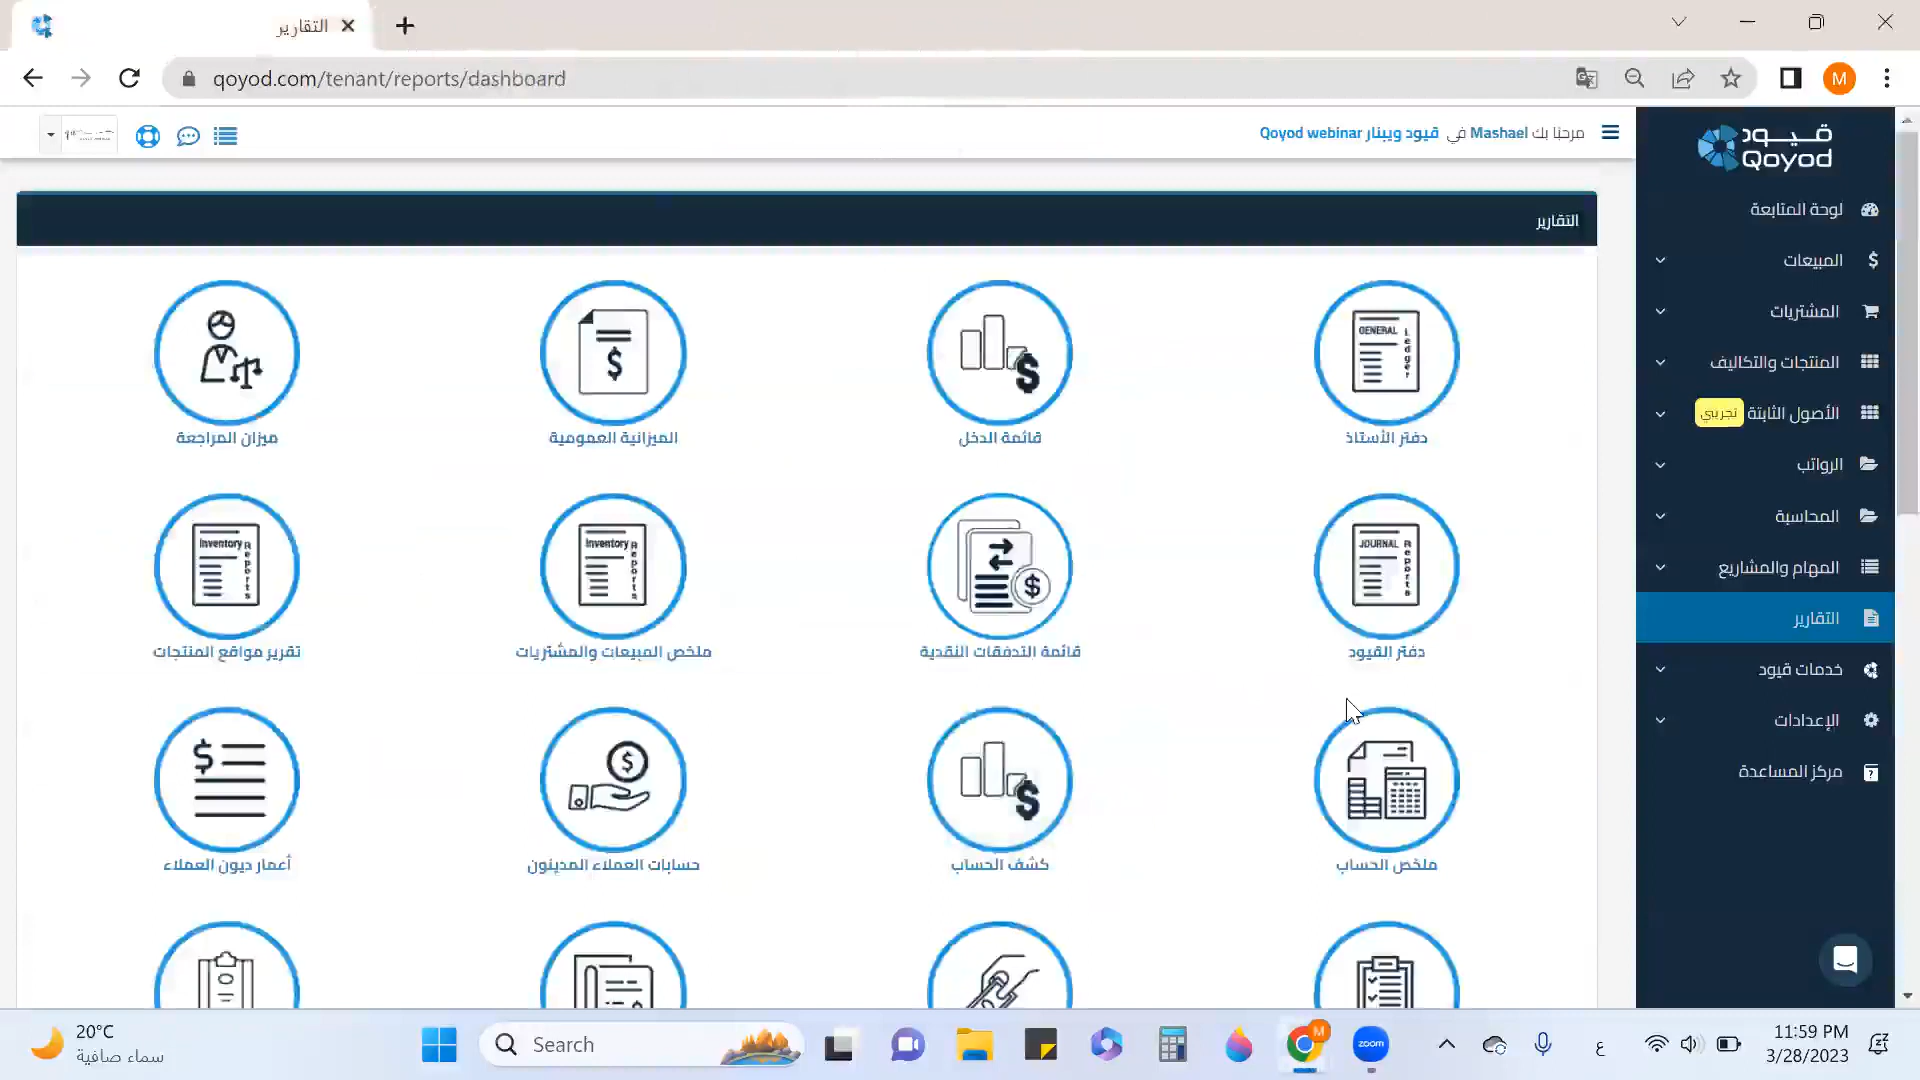 التقارير
qoyod.com/tenant/reports/dashboard
M
مرحبًا بك Mashael في قيود ويبنار Qoyod webinar
قيود
Qoyod
لوحة المتابعة
المبيعات
المشتريات
المنتجات والتكاليف
الأصول الثابتة تجريبي
الرواتب
المحاسبة
المهام والمشاريع
التقارير
خدمات قيود
الإعدادات
مركز المساعدة
التقارير
GENERAL Ledger
دفتر الأستاذ
قائمة الدخل
الميزانية العمومية
ميزان المراجعة
JOURNAL Reports
دفتر القيود
قائمة التدفقات النقدية
Inventory Reports
ملخص المبيعات والمشتريات
Inventory Reports
تقرير مواقع المنتجات
ملخص الحساب
كشف الحساب
حسابات العملاء المدينون
أعمار ديون العملاء
20°C
سماء صافية
Search
M
zoom
ع
11:59 PM
3/28/2023